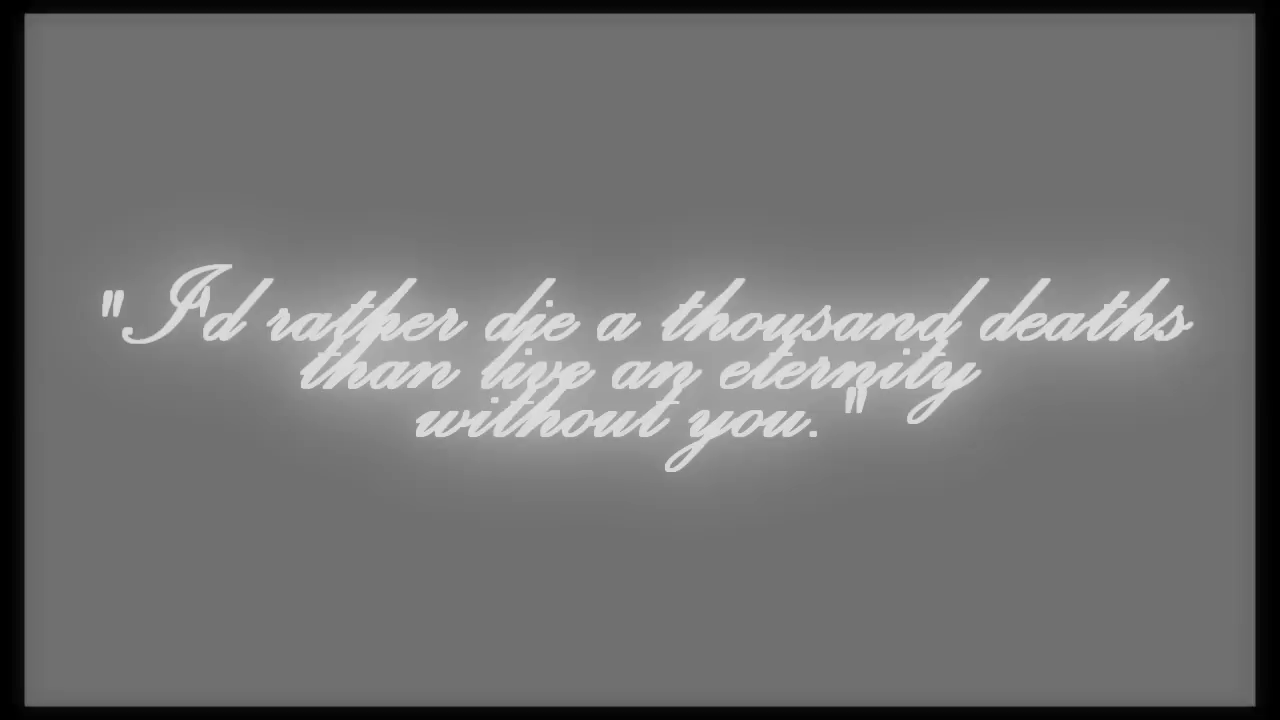 "I'd rather die a thousand deaths
than live an eternity
without you."